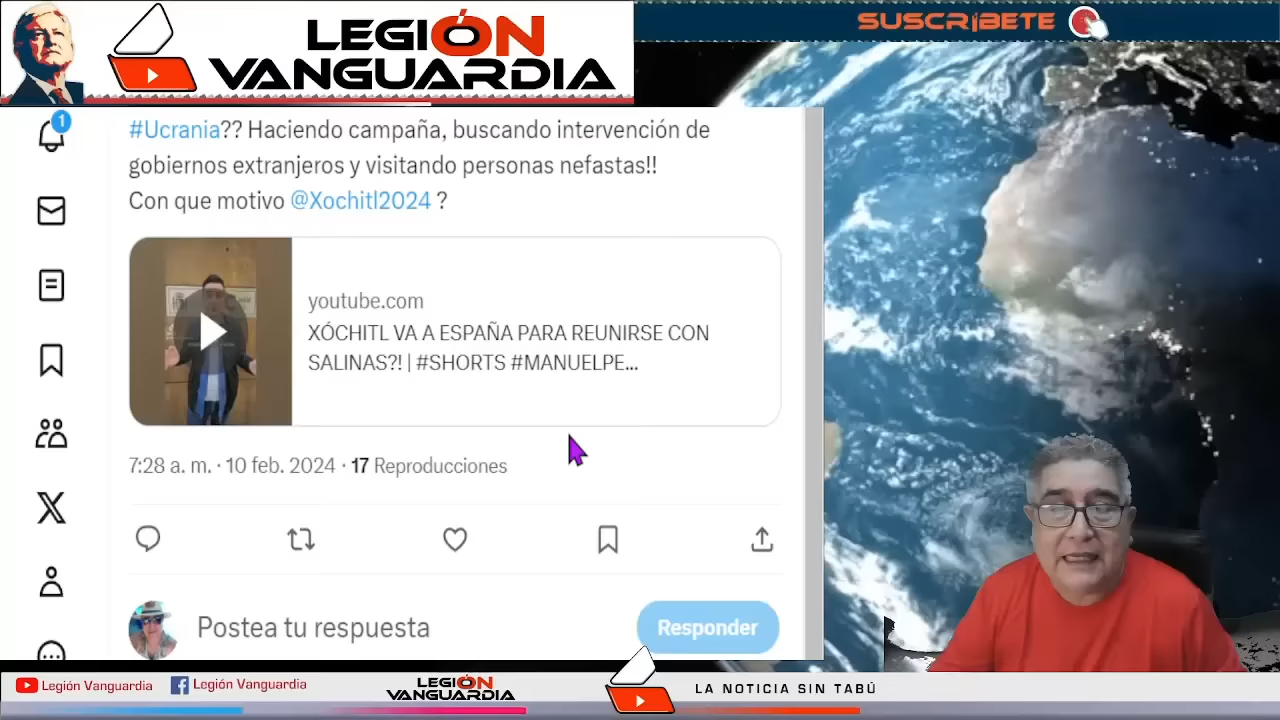 LEGIÓN
VANGUARDIA
SUSCRÍBETE
1
#Ucrania?? Haciendo campaña, buscando intervención de
gobiernos extranjeros y visitando personas nefastas!!
Con que motivo @Xochitl2024 ?
youtube.com
XÓCHITL VA A ESPAÑA PARA REUNIRSE CON
SALINAS?! | #SHORTS #MANUELPE...
7:28 a. m. · 10 feb. 2024 · 17 Reproducciones
Postea tu respuesta
Responder
Legión Vanguardia
Legión Vanguardia
LEGIÓN
VANGUARDIA
LA NOTICIA SIN TABÚ